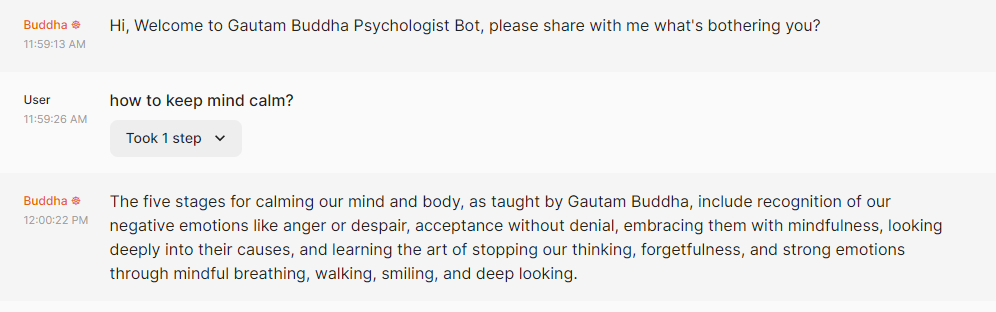 Buddha ☸
Hi, Welcome to Gautam Buddha Psychologist Bot, please share with me what's bothering you?
11:59:13 AM
User
how to keep mind calm?
11:59:26 AM
Took 1 step
Buddha ☸
The five stages for calming our mind and body, as taught by Gautam Buddha, include recognition of our
12:00:22 PM
negative emotions like anger or despair, acceptance without denial, embracing them with mindfulness, looking
deeply into their causes, and learning the art of stopping our thinking, forgetfulness, and strong emotions
through mindful breathing, walking, smiling, and deep looking.